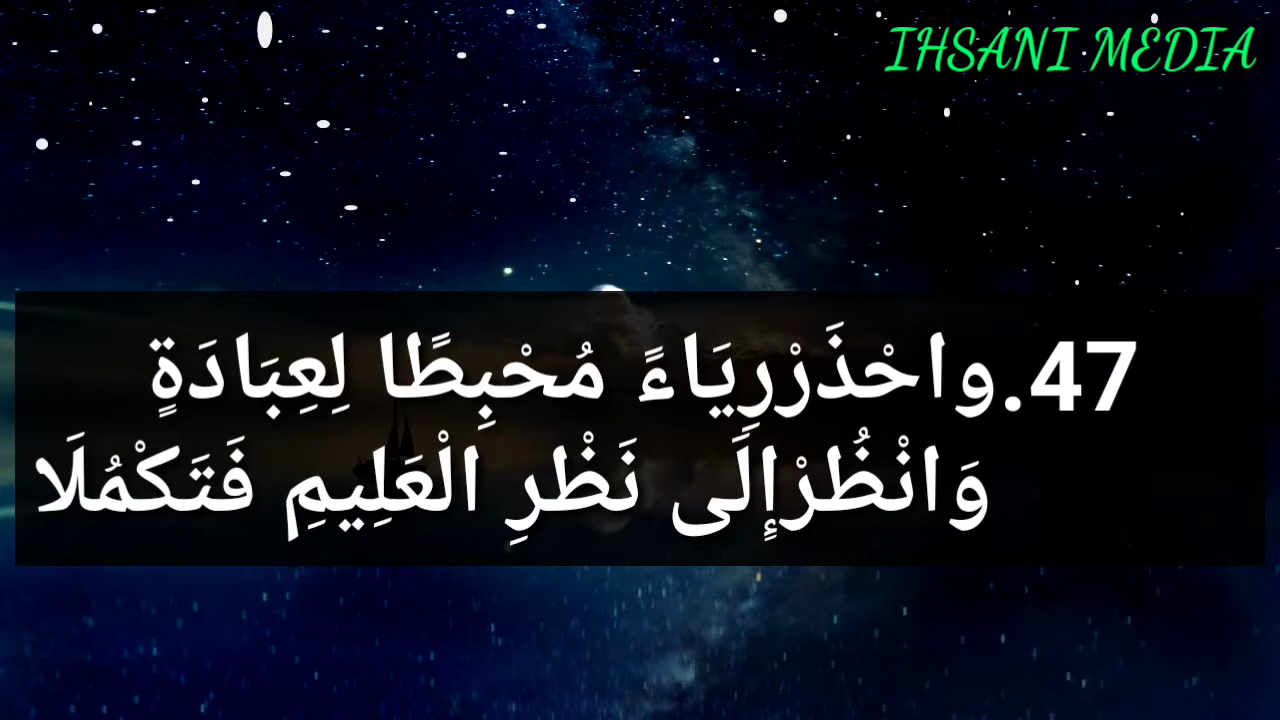 IHSANI MEDIA
47.واحْذَرْرِيَاءً مُحْبِطًا لِعِبَادَةٍ
وَانْظُرْإِلَى نَظْرِ الْعَلِيمِ فَتَكْمُلَا